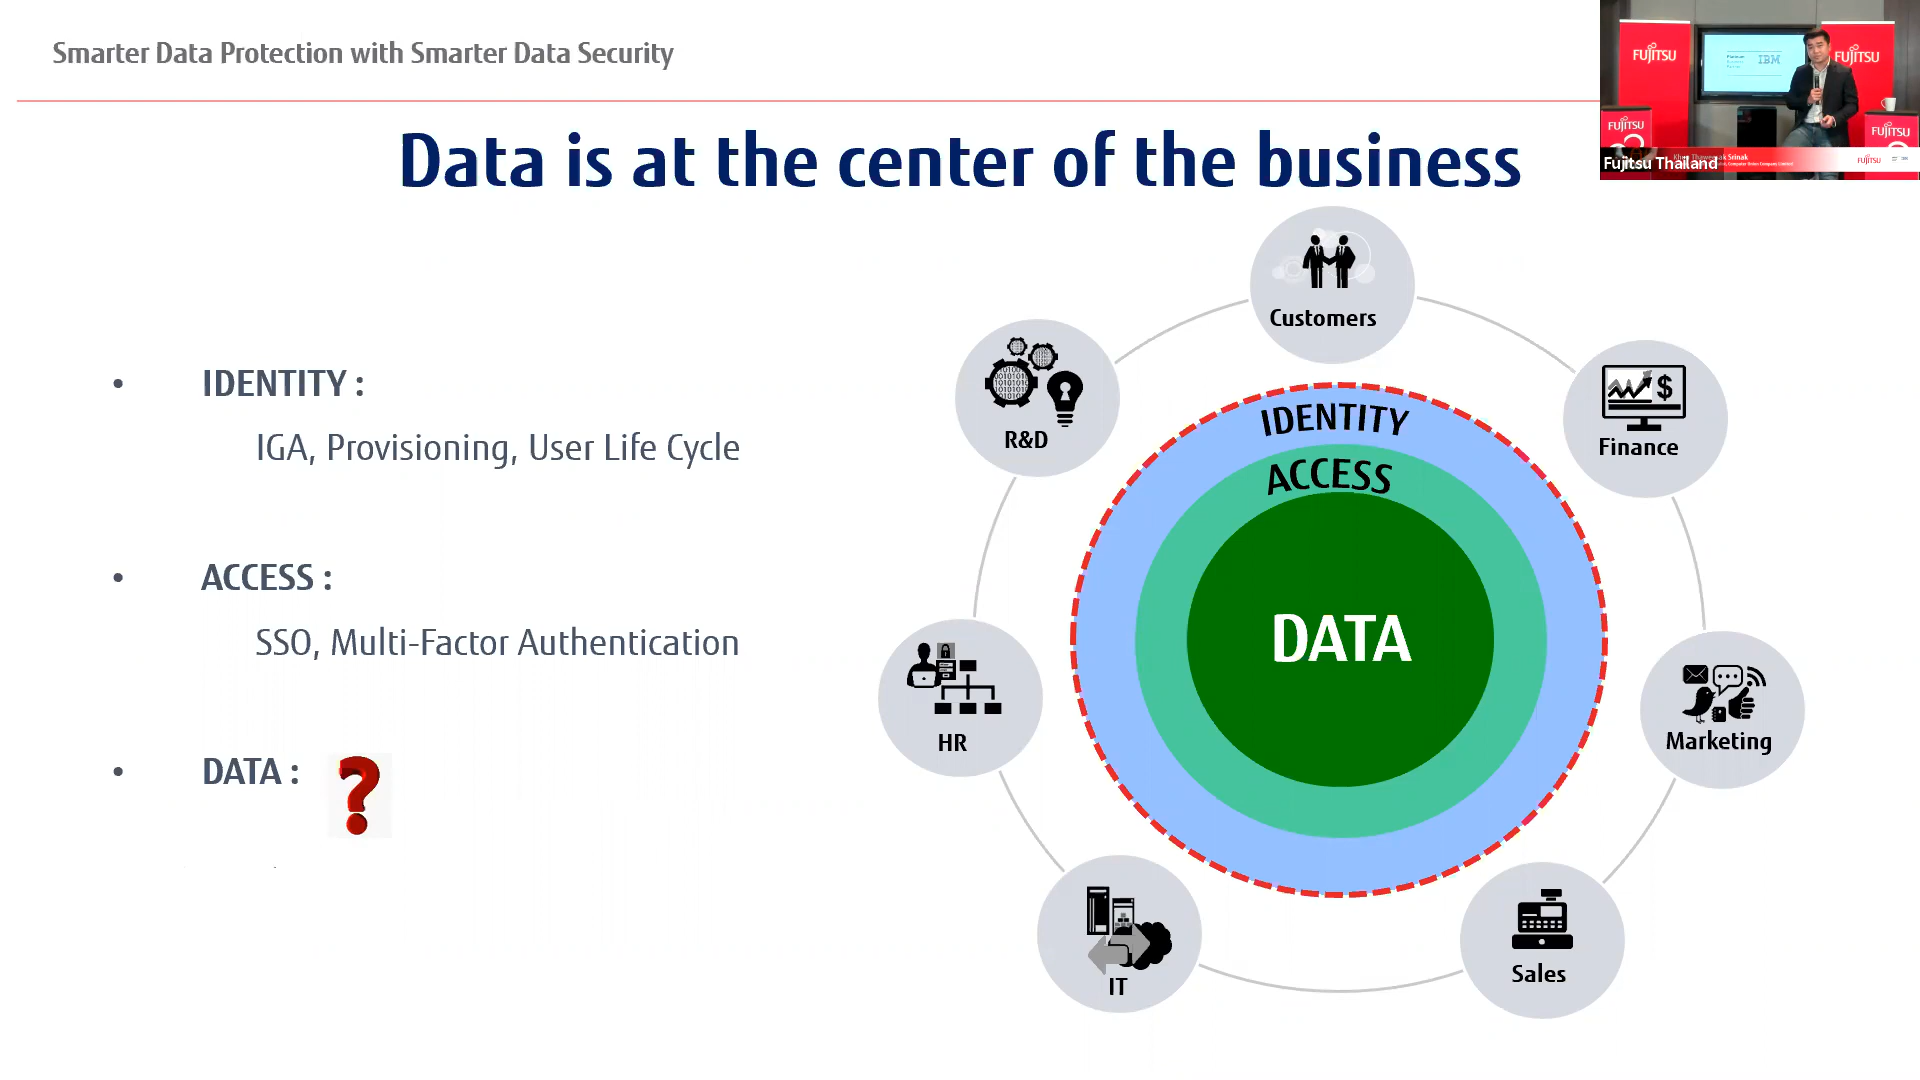 Smarter Data Protection with Smarter Data Security
FUJITSU
IBM
FUJITSU
FUJITSU
FUJITSU
Srinak
FUJITSU
Fujitsu Thailand
Data is at the center of the business
Customers
R&D
Finance
IDENTITY
ACCESS
DATA
HR
Marketing
IT
Sales
• IDENTITY :
IGA, Provisioning, User Life Cycle
• ACCESS :
SSO, Multi-Factor Authentication
• DATA : ?